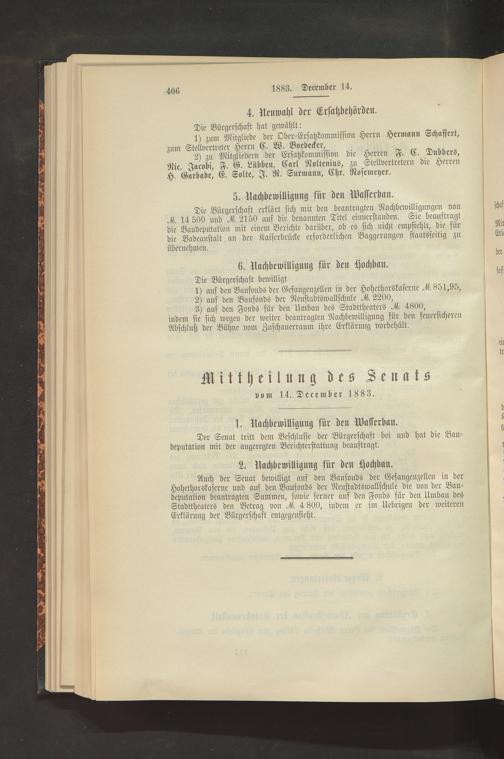 406
1883. December 14.
4. Neuwahl der Ersatzbehörden.
Die Bürgerschaft hat gewählt:
1) zum Mitgliede der Ober-Ersatzkommission Herrn Hermann Schaffert,
zum Stellvertreter Herrn C. W. Boedecker,
2) zu Mitgliedern der Ersatzkommission die Herren F. C. Dubbers,
Nic. Jacobi, F. G. Lübben, Carl Noltenius, zu Stellvertretern die Herren
H. Garbade, E. Solte, J. R. Surmann, Chr. Rosemeyer.
5. Nachbewilligung für den Wasserbau.
Die Bürgerschaft erklärt sich mit den beantragten Nachbewilligungen von
M. 14 500 und M. 2150 auf die benannten Titel einverstanden. Sie beauftragt
die Baudeputation mit einem Berichte darüber, ob es sich nicht empfiehlt, die für
die Badeanstalt an der Kaiserbrücke erforderlichen Baggerungen staatsseitig zu
übernehmen.
6. Nachbewilligung für den Hochbau.
Die Bürgerschaft bewilligt
1) auf den Baufonds der Gefangenzellen in der Hohethorskaserne M. 851,95,
2) auf den Baufonds der Neustadtswallschule M. 2200,
3) auf den Fonds für den Umbau des Stadttheaters M. 4800,
indem sie sich wegen der weiter beantragten Nachbewilligung für den feuersicheren
Abschluß der Bühne vom Zuschauerraum ihre Erklärung vorbehält.
Mittheilung des Senats
vom 14. December 1883.
1. Nachbewilligung für den Wasserbau.
Der Senat tritt dem Beschlusse der Bürgerschaft bei und hat die Bau-
deputation mit der angeregten Berichterstattung beauftragt.
2. Nachbewilligung für den Hochbau.
Auch der Senat bewilligt auf den Baufonds der Gefangenzellen in der
Hohethorskaserne und auf den Baufonds der Neustadtswallschule die von der Bau-
deputation beantragten Summen, sowie ferner auf den Fonds für den Umbau des
Stadttheaters den Betrag von M. 4 800, indem er im Uebrigen der weiteren
Erklärung der Bürgerschaft entgegensieht.